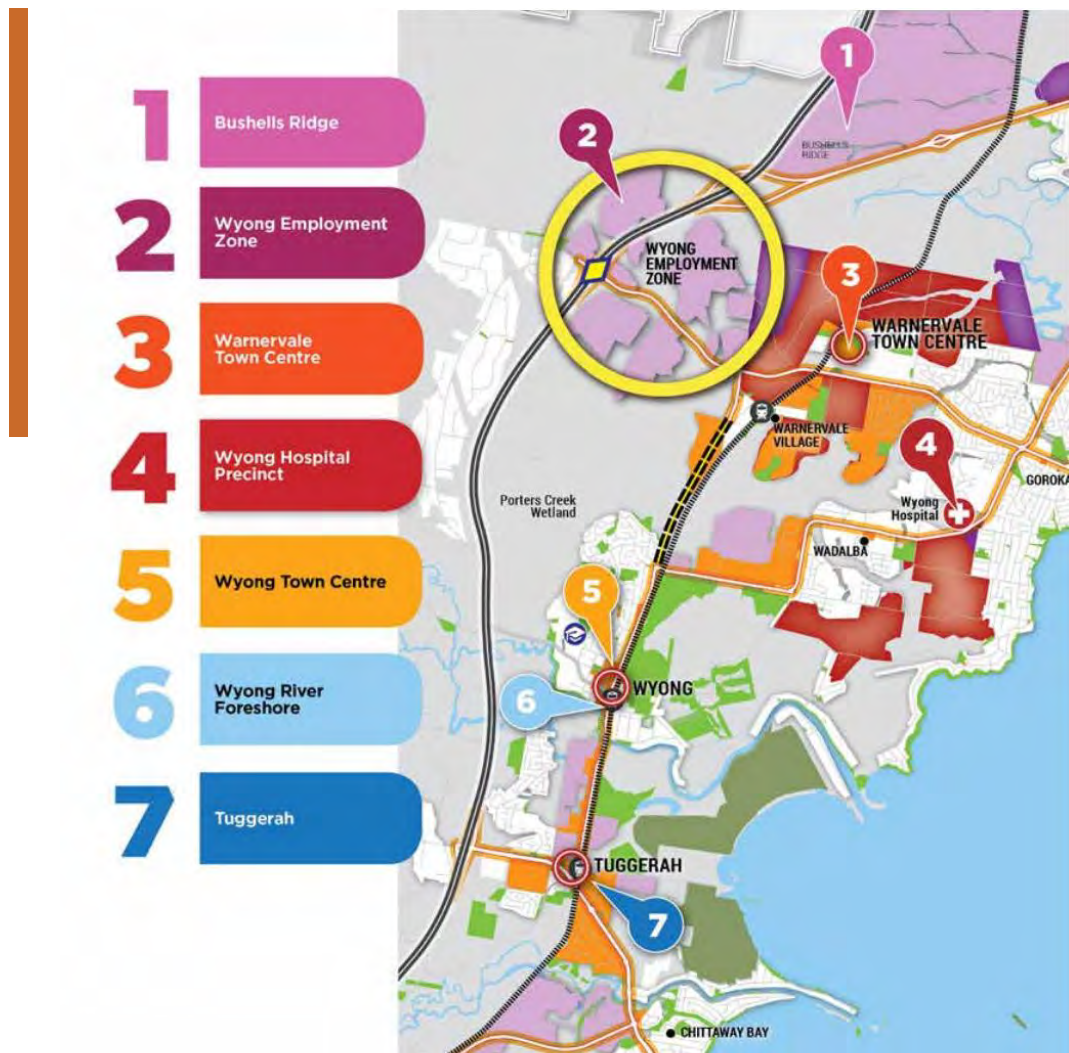 1
Bushells Ridge
2
Wyong Employment
Zone
3
Warnervale
Town Centre
4
Wyong Hospital
Precinct
5
Wyong Town Centre
6
Wyong River
Foreshore
7
Tuggerah
1
BUSHELLS
RIDGE
2
WYONG
EMPLOYMENT
ZONE
3
WARNERVALE
TOWN CENTRE
WARNERVALE
VILLAGE
4
GOROKA
Wyong
Hospital
Porters Creek
Wetland
WADALBA
5
WYONG
6
TUGGERAH
7
CHITTAWAY BAY